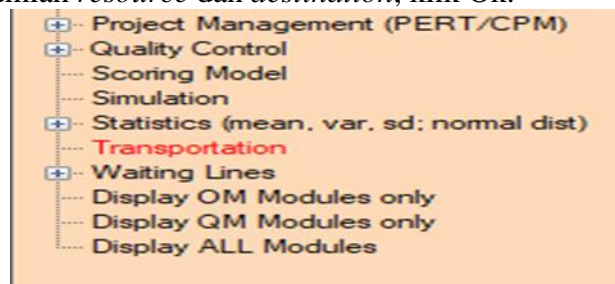 resource dan destination, klik OK.
Project Management (PERT/CPM)
Quality Control
Scoring Model
Simulation
Statistics (mean, var, sd; normal dist)
Transportation
Waiting Lines
Display OM Modules only
Display QM Modules only
Display ALL Modules